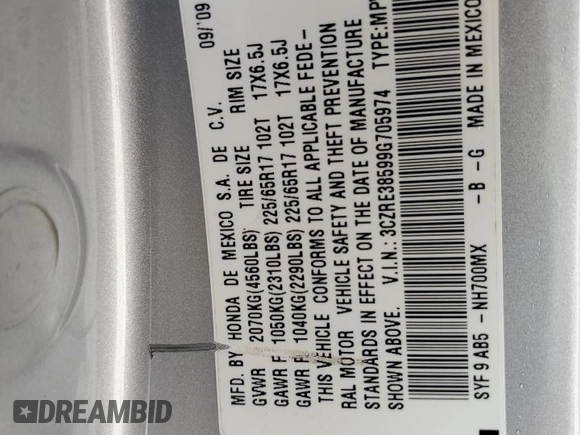 MFD. BY HONDA DE MEXICO S.A. DE C.V. 09/'09
TIRE SIZE RIM SIZE
GVWR 2070KG(4560LBS)
GAWR F 1050KG(2310LBS) 225/65R17 102T 17X6.5J
GAWR R 1040KG(2290LBS) 225/65R17 102T 17X6.5J
THIS VEHICLE CONFORMS TO ALL APPLICABLE FEDE-
RAL MOTOR VEHICLE SAFETY AND THEFT PREVENTION
STANDARDS IN EFFECT ON THE DATE OF MANUFACTURE
SHOWN ABOVE. V.I.N.: 3CZRE38599G705974 TYPE:MPV
SYF 9 AB5 -NH700MX -B -G MADE IN MEXICO
DREAMBID